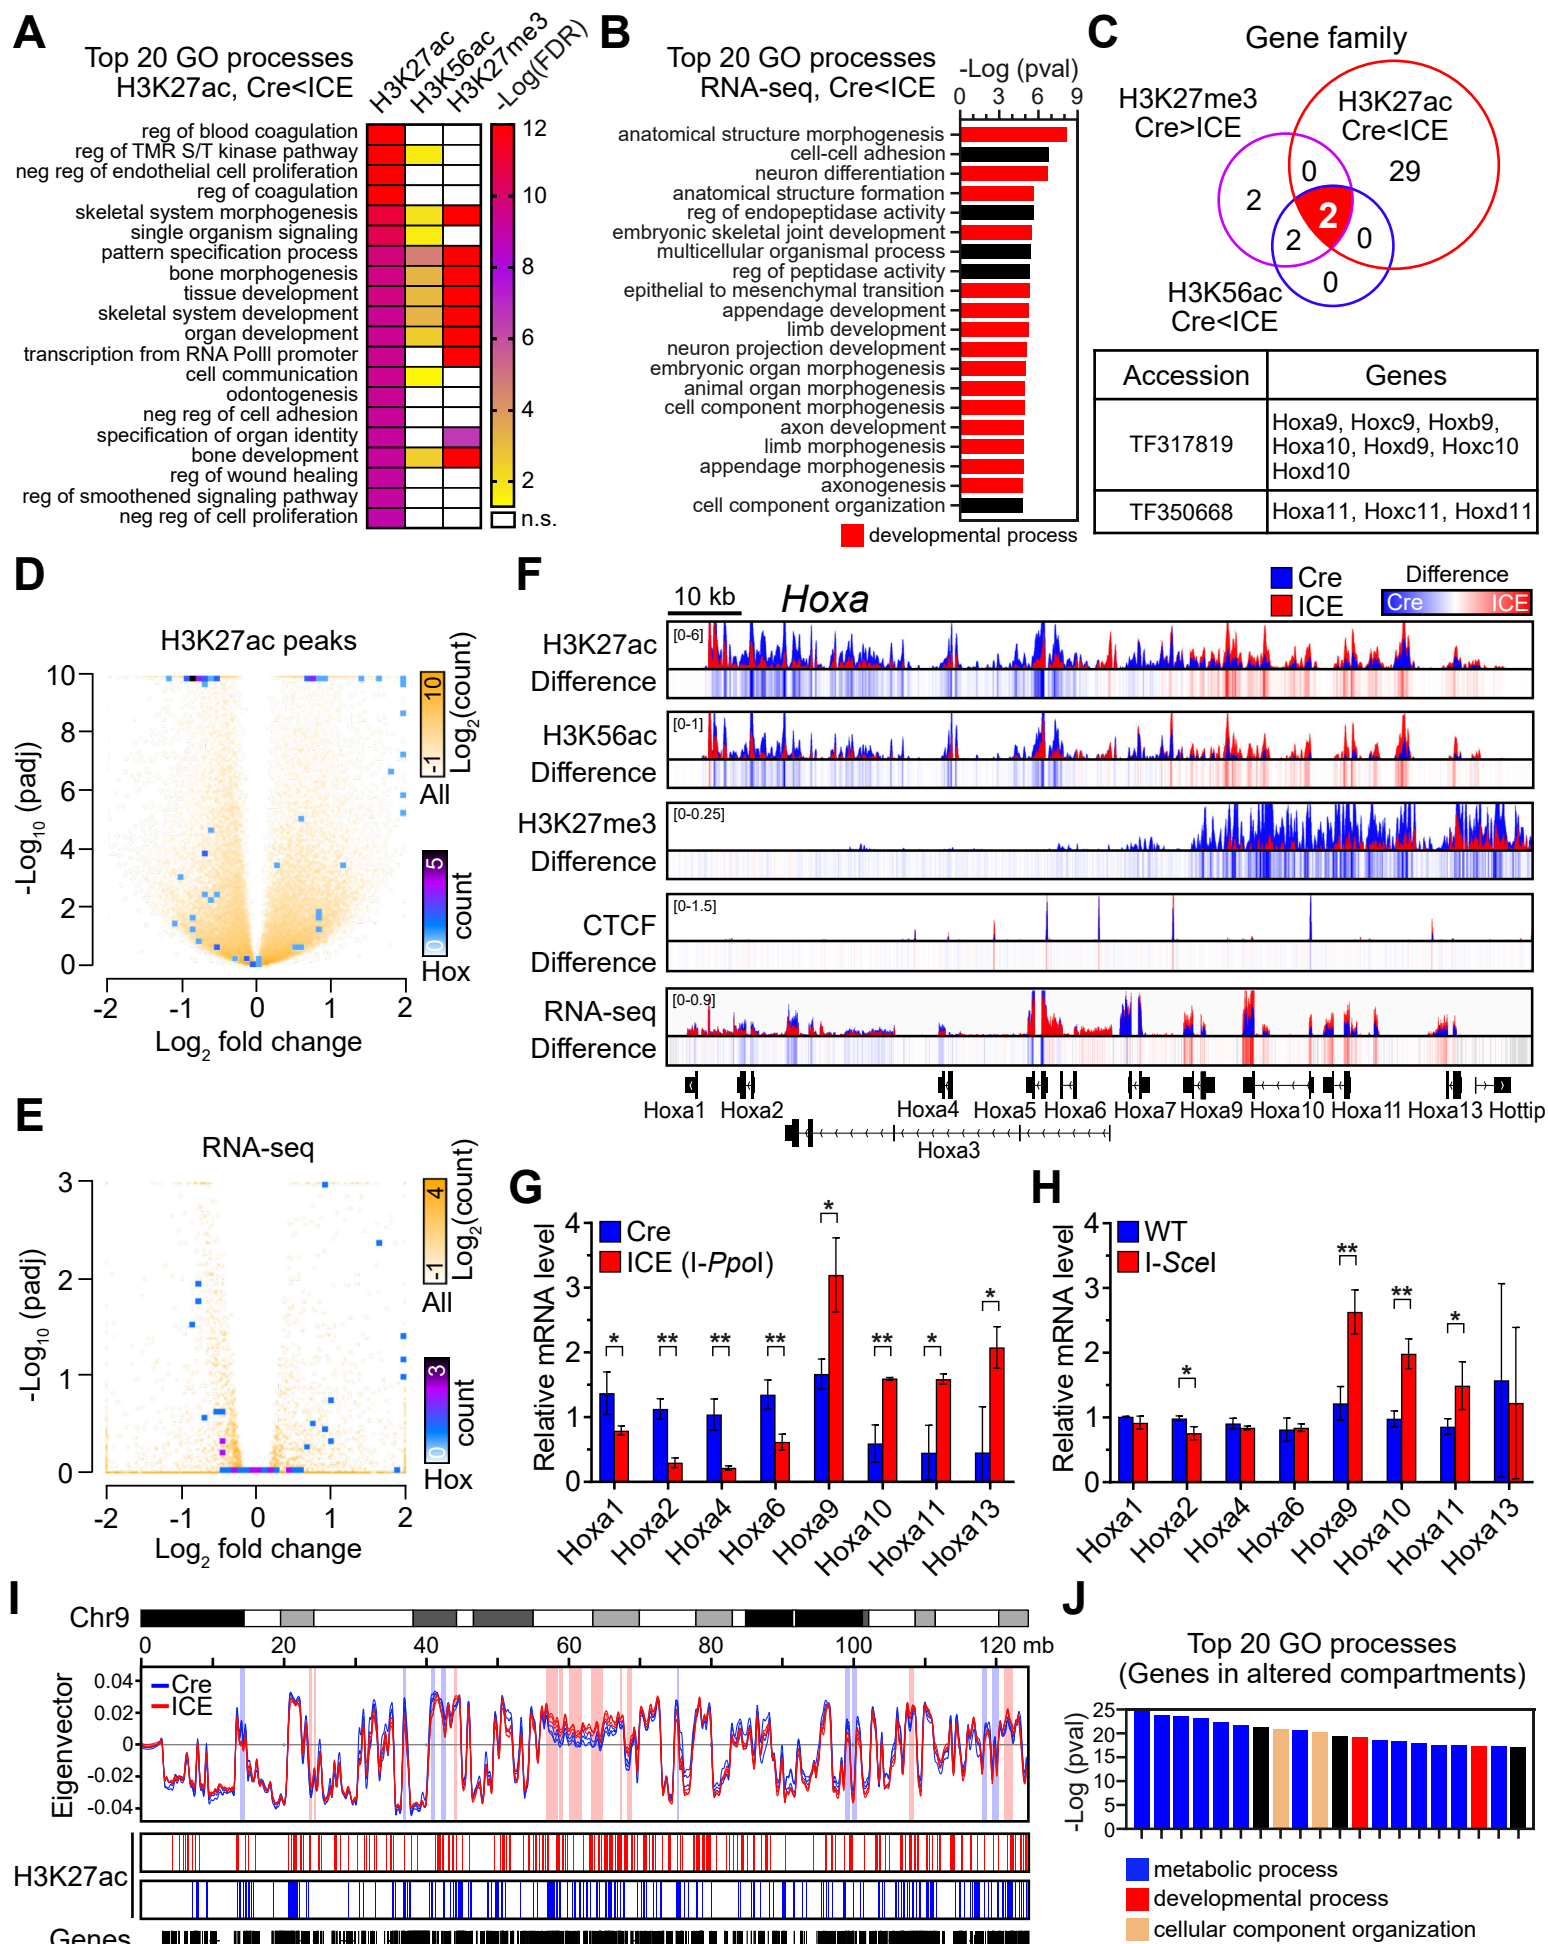 A
Top 20 GO processes
H3K27ac, Cre<ICE
H3K27ac
H3K56ac
H3K27me3
-Log(FDR)
reg of blood coagulation
reg of TMR S/T kinase pathway
neg reg of endothelial cell proliferation
reg of coagulation
skeletal system morphogenesis
single organism signaling
pattern specification process
bone morphogenesis
tissue development
skeletal system development
organ development
transcription from RNA PolII promoter
cell communication
odontogenesis
neg reg of cell adhesion
specification of organ identity
bone development
reg of wound healing
reg of smoothened signaling pathway
neg reg of cell proliferation
12
10
8
6
4
2
n.s.
B
Top 20 GO processes
RNA-seq, Cre<ICE
-Log (pval)
0 3 6 9
anatomical structure morphogenesis
cell-cell adhesion
neuron differentiation
anatomical structure formation
reg of endopeptidase activity
embryonic skeletal joint development
multicellular organismal process
reg of peptidase activity
epithelial to mesenchymal transition
appendage development
limb development
neuron projection development
embryonic organ morphogenesis
animal organ morphogenesis
cell component morphogenesis
axon development
limb morphogenesis
appendage morphogenesis
axonogenesis
cell component organization
developmental process
C
Gene family
H3K27me3
Cre>ICE
H3K27ac
Cre<ICE
0
29
2
2
2
0
0
H3K56ac
Cre<ICE
Accession Genes
TF317819
Hoxa9, Hoxc9, Hoxb9,
Hoxa10, Hoxd9, Hoxc10
Hoxd10
TF350668 Hoxa11, Hoxc11, Hoxd11
D
H3K27ac peaks
-Log10 (padj)
10
8
6
4
2
0
-2 -1 0 1 2
Log2 fold change
-1 10
Log2(count)
All
0 5
count
Hox
E
RNA-seq
-Log10 (padj)
3
2
1
0
-2 -1 0 1 2
Log2 fold change
-1 4
Log2(count)
All
0 3
count
Hox
F
10 kb
Hoxa
Cre
ICE
Difference
Cre ICE
H3K27ac
[0-6]
Difference
H3K56ac
[0-1]
Difference
H3K27me3
[0-0.25]
Difference
CTCF
[0-1.5]
Difference
RNA-seq
[0-0.9]
Difference
Hoxa1 Hoxa2 Hoxa4 Hoxa5 Hoxa6 Hoxa7 Hoxa9 Hoxa10 Hoxa11 Hoxa13 Hottip
Hoxa3
G
Relative mRNA level
4
3
2
1
0
Cre
ICE (I-PpoI)
* ** ** ** * ** * *
Hoxa1 Hoxa2 Hoxa4 Hoxa6 Hoxa9 Hoxa10 Hoxa11 Hoxa13
H
Relative mRNA level
4
3
2
1
0
WT
I-SceI
* ** ** *
Hoxa1 Hoxa2 Hoxa4 Hoxa6 Hoxa9 Hoxa10 Hoxa11 Hoxa13
I
Chr9
0 20 40 60 80 100 120 mb
Eigenvector
0.04
0.02
0
-0.02
-0.04
Cre
ICE
H3K27ac
Genes
J
Top 20 GO processes
(Genes in altered compartments)
-Log (pval)
25
20
15
10
5
0
metabolic process
developmental process
cellular component organization